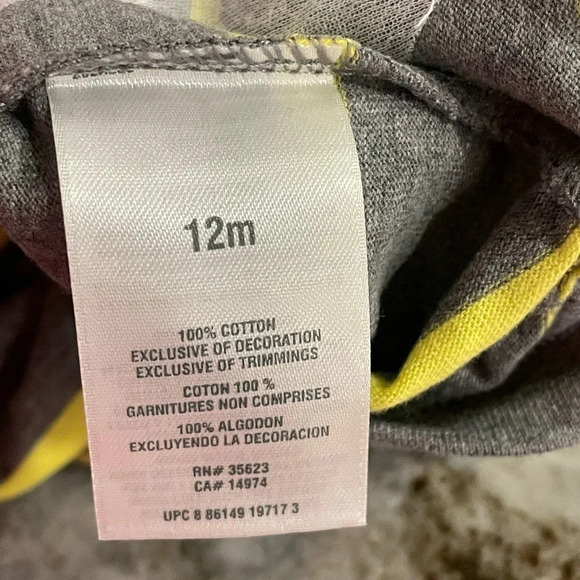 12m
100% COTTON
EXCLUSIVE OF DECORATION
EXCLUSIVE OF TRIMMINGS
COTON 100 %
GARNITURES NON COMPRISES
100% ALGODON
EXCLUYENDO LA DECORACION
RN# 35623
CA# 14974
UPC 8 86149 19717 3